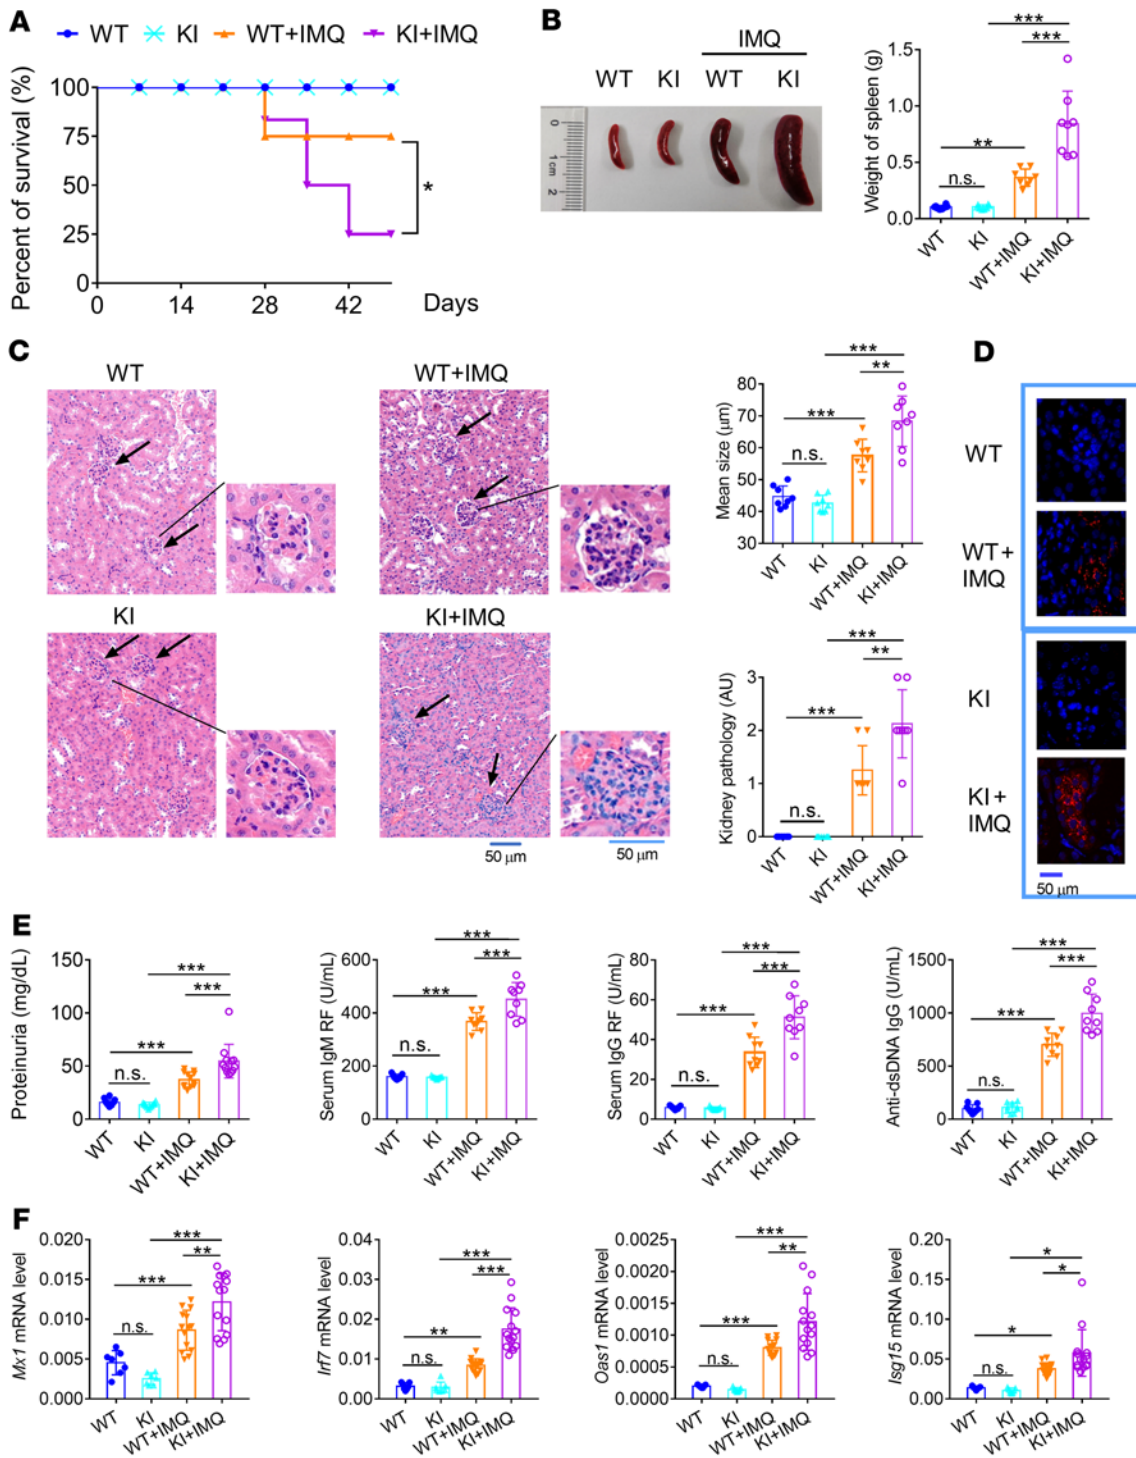 A
WT KI WT+IMQ KI+IMQ
Percent of survival (%)
100
75
50
25
0
0 14 28 42 Days
*
B
IMQ
WT KI WT KI
0
1 cm
2
Weight of spleen (g)
1.5
1.0
0.5
0.0
***
***
**
n.s.
WT KI WT+IMQ KI+IMQ
C
WT
WT+IMQ
KI
KI+IMQ
50 μm 50 μm
Mean size (μm)
80
70
60
50
40
30
***
**
***
n.s.
WT KI WT+IMQ KI+IMQ
Kidney pathology (AU)
3
2
1
0
***
**
***
n.s.
WT KI WT+IMQ KI+IMQ
D
WT
WT+
IMQ
KI
KI+
IMQ
50 μm
E
Proteinuria (mg/dL)
150
100
50
0
***
***
***
n.s.
WT KI WT+IMQ KI+IMQ
Serum IgM RF (U/mL)
600
400
200
0
***
***
***
n.s.
WT KI WT+IMQ KI+IMQ
Serum IgG RF (U/mL)
80
60
40
20
0
***
***
***
n.s.
WT KI WT+IMQ KI+IMQ
Anti-dsDNA IgG (U/mL)
1500
1000
500
0
***
***
***
n.s.
WT KI WT+IMQ KI+IMQ
F
Mx1 mRNA level
0.020
0.015
0.010
0.005
0.000
***
**
***
n.s.
WT KI WT+IMQ KI+IMQ
Irf7 mRNA level
0.04
0.03
0.02
0.01
0.00
***
***
**
n.s.
WT KI WT+IMQ KI+IMQ
Oas1 mRNA level
0.0025
0.0020
0.0015
0.0010
0.0005
0.0000
***
**
***
n.s.
WT KI WT+IMQ KI+IMQ
Isg15 mRNA level
0.20
0.15
0.10
0.05
0.00
*
*
*
n.s.
WT KI WT+IMQ KI+IMQ